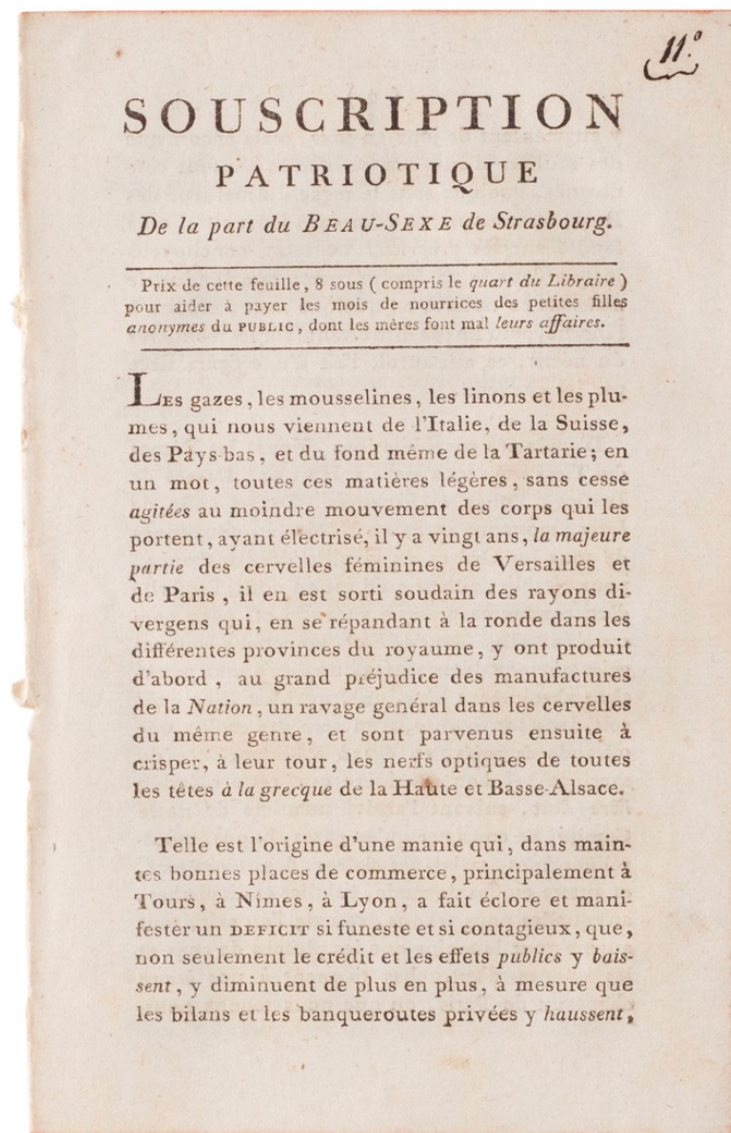 11.º
SOUSCRIPTION
PATRIOTIQUE
De la part du BEAU-SEXE de Strasbourg.
Prix de cette feuille, 8 sous ( compris le quart du Libraire )
pour aider à payer les mois de nourrices des petites filles
anonymes du PUBLIC, dont les mères font mal leurs affaires.
LES gazes, les mousselines, les linons et les plu-
mes, qui nous viennent de l'Italie, de la Suisse,
des Pays-bas, et du fond même de la Tartarie; en
un mot, toutes ces matières légères, sans cesse
agitées au moindre mouvement des corps qui les
portent, ayant électrisé, il y a vingt ans, la majeure
partie des cervelles féminines de Versailles et
de Paris, il en est sorti soudain des rayons di-
vergens qui, en se répandant à la ronde dans les
différentes provinces du royaume, y ont produit
d'abord, au grand préjudice des manufactures
de la Nation, un ravage genéral dans les cervelles
du même genre, et sont parvenus ensuite à
crisper, à leur tour, les nerfs optiques de toutes
les têtes à la grecque de la Haute et Basse-Alsace.
Telle est l'origine d'une manie qui, dans main-
tes bonnes places de commerce, principalement à
Tours, à Nimes, à Lyon, a fait éclore et mani-
fester un DEFICIT si funeste et si contagieux, que,
non seulement le crédit et les effets publics y bais-
sent, y diminuent de plus en plus, à mesure que
les bilans et les banqueroutes privées y haussent,